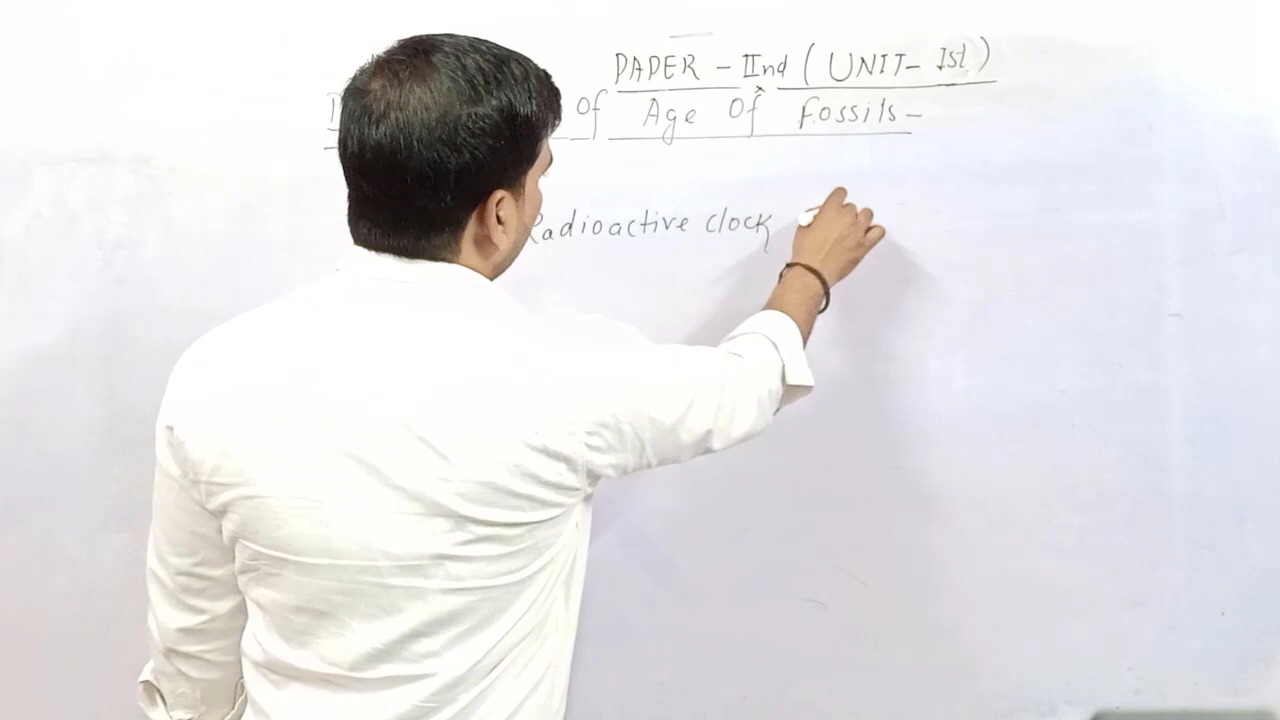 PAPER - IInd ( UNIT- Ist )
of Age Of Fossils -
Radioactive clock